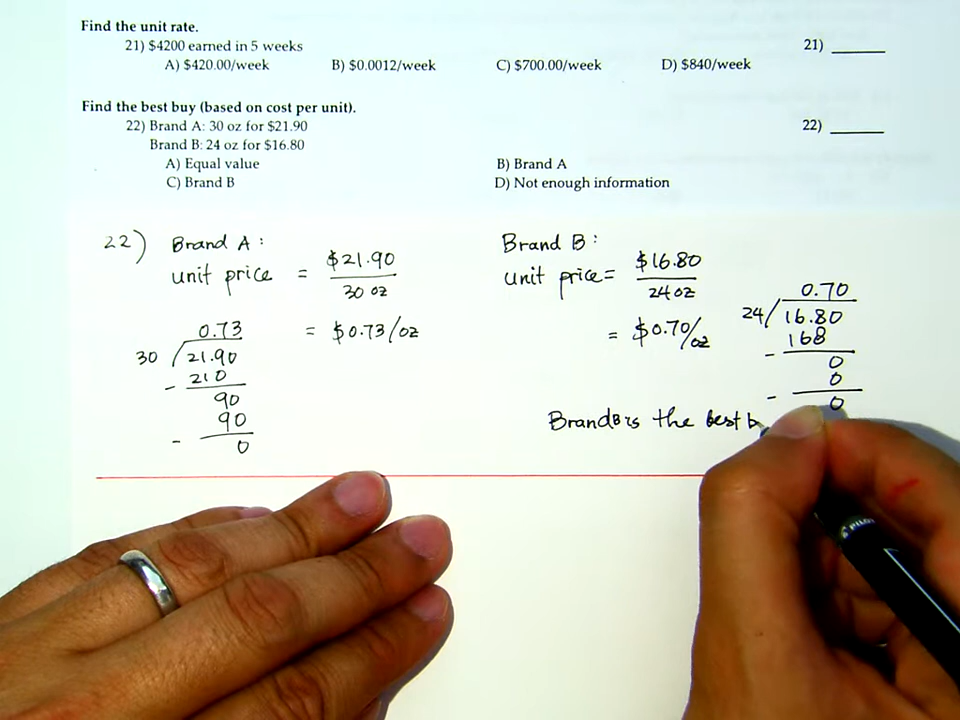 Find the unit rate.
21) $4200 earned in 5 weeks
21) ______
A) $420.00/week B) $0.0012/week C) $700.00/week D) $840/week
Find the best buy (based on cost per unit).
22) Brand A: 30 oz for $21.90
22) ______
Brand B: 24 oz for $16.80
A) Equal value B) Brand A
C) Brand B D) Not enough information
22) Brand A:
unit price = $21.90 / 30 oz
= $0.73/oz
0.73
30 21.90
- 210
90
- 90
0
Brand B:
unit price = $16.80 / 24 oz
= $0.70/oz
0.70
24 16.80
- 168
0
- 0
0
Brand B is the best b
PILOT